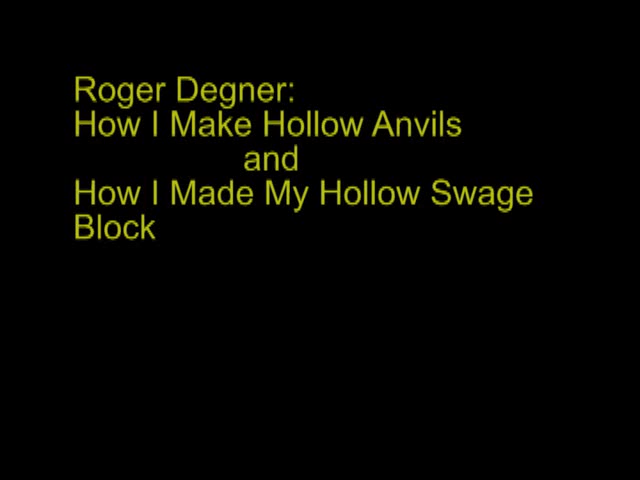 Roger Degner:
How I Make Hollow Anvils
and
How I Made My Hollow Swage
Block